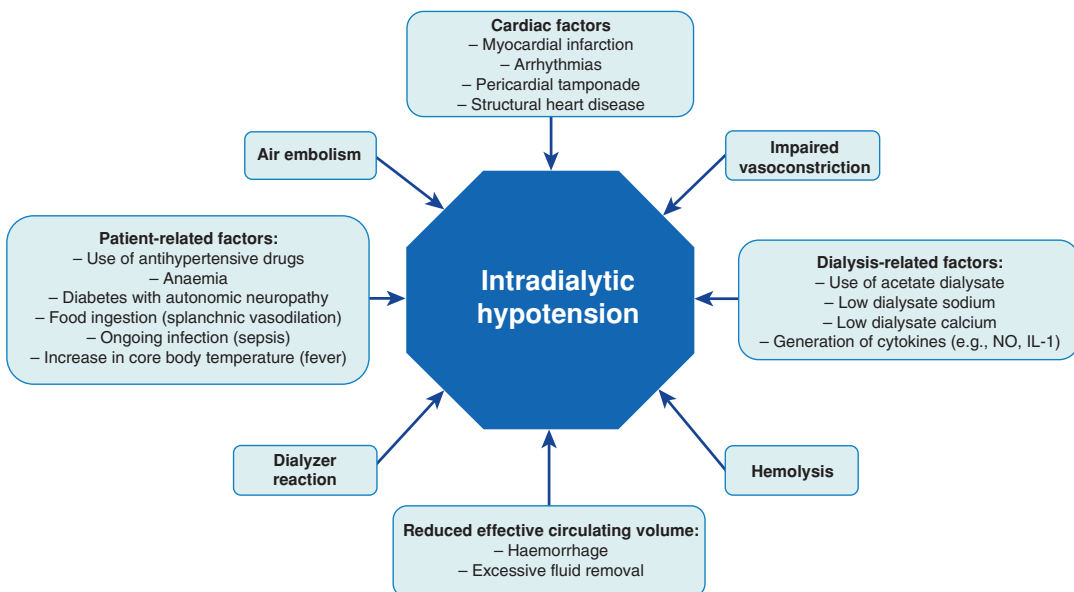 Cardiac factors
– Myocardial infarction
– Arrhythmias
– Pericardial tamponade
– Structural heart disease
Air embolism
Impaired
vasoconstriction
Patient-related factors:
– Use of antihypertensive drugs
– Anaemia
– Diabetes with autonomic neuropathy
– Food ingestion (splanchnic vasodilation)
– Ongoing infection (sepsis)
– Increase in core body temperature (fever)
Intradialytic
hypotension
Dialysis-related factors:
– Use of acetate dialysate
– Low dialysate sodium
– Low dialysate calcium
– Generation of cytokines (e.g., NO, IL-1)
Dialyzer
reaction
Hemolysis
Reduced effective circulating volume:
– Haemorrhage
– Excessive fluid removal